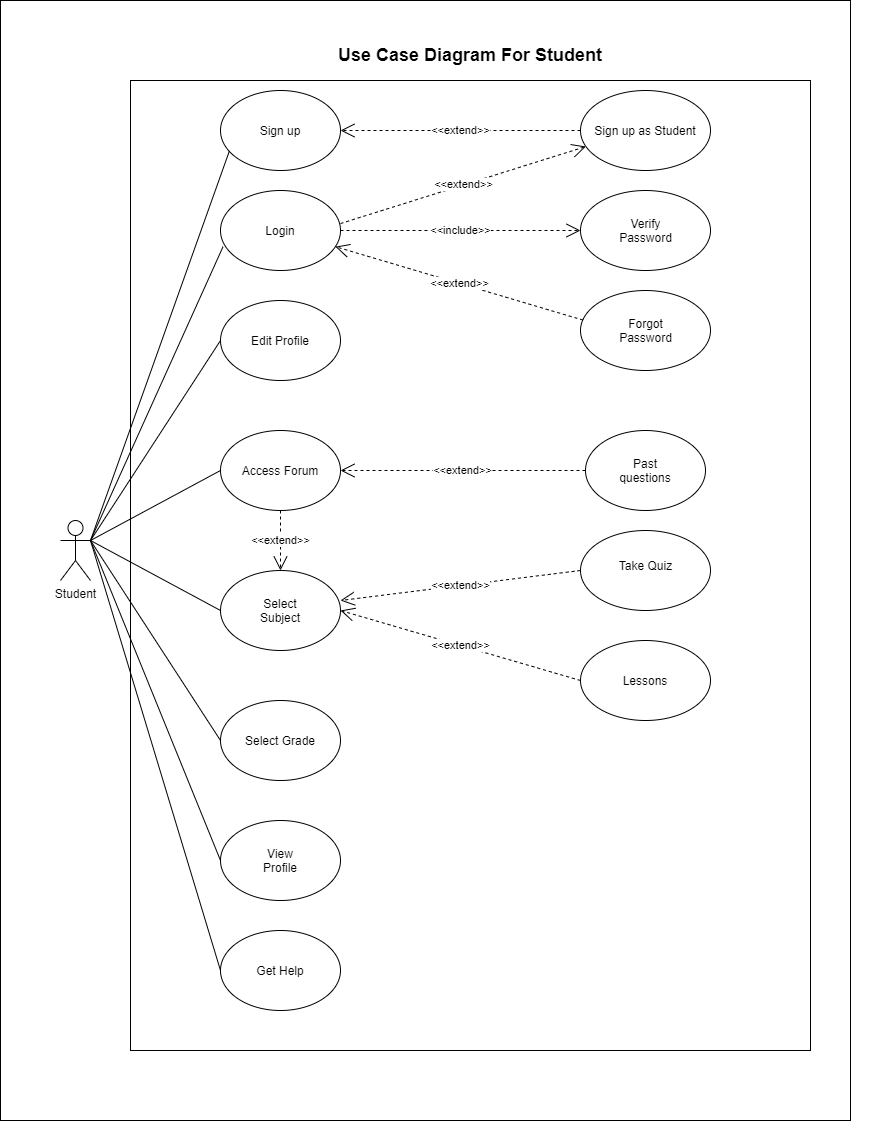 Use Case Diagram For Student
Sign up
<<extend>>
Sign up as Student
<<extend>>
Login
<<include>>
Verify
Password
<<extend>>
Forgot
Password
Edit Profile
Access Forum
<<extend>>
Past
questions
<<extend>>
Take Quiz
<<extend>>
Student
Select
Subject
<<extend>>
Lessons
Select Grade
View
Profile
Get Help